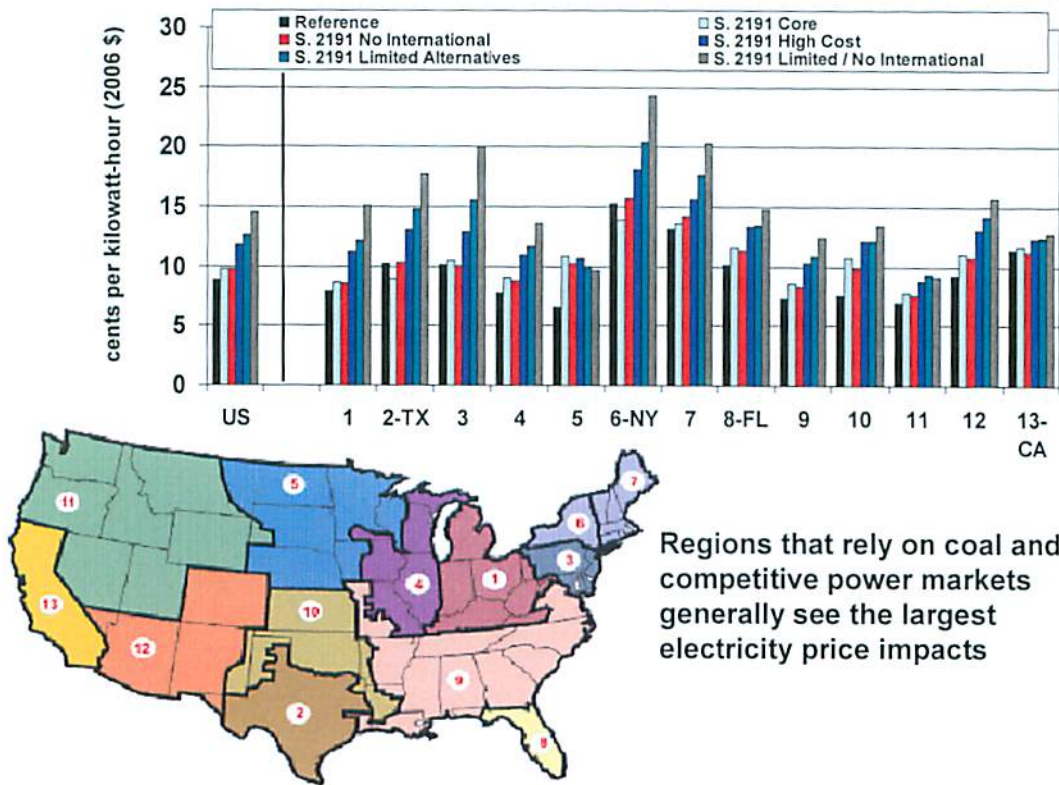 cents per kilowatt-hour (2006 $)
30
25
20
15
10
5
0
Reference
S. 2191 Core
S. 2191 No International
S. 2191 High Cost
S. 2191 Limited Alternatives
S. 2191 Limited / No International
US 1 2-TX 3 4 5 6-NY 7 8-FL 9 10 11 12 13-
CA
7
5
11
6
3
4
1
13
10
12
9
2
8
Regions that rely on coal and
competitive power markets
generally see the largest
electricity price impacts